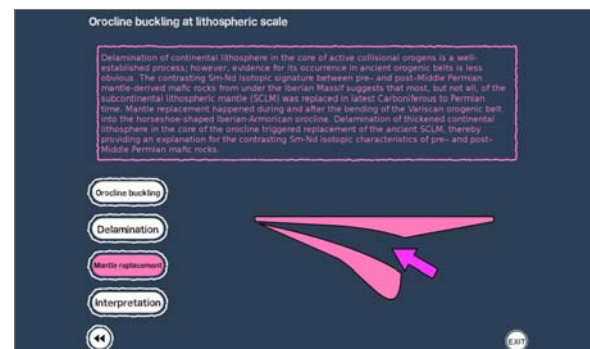 Orocline buckling at lithospheric scale
Delamination of continental lithosphere in the core of active collisional orogens is a well-
established process; however, evidence for its occurrence in ancient orogenic belts is less
obvious. The contrasting Sm-Nd isotopic signature between pre- and post-Middle Permian
mantle-derived mafic rocks from under the Iberian Massif suggests that most, but not all, of the
subcontinental lithospheric mantle (SCLM) was replaced in latest Carboniferous to Permian
time. Mantle replacement happened during and after the bending of the Variscan orogenic belt
into the horseshoe-shaped Iberian-Armorican orocline. Delamination of thickened continental
lithosphere in the core of the orocline triggered replacement of the ancient SCLM, thereby
providing an explanation for the contrasting Sm-Nd isotopic characteristics of pre- and post-
Middle Permian mafic rocks.
Orocline buckling
Delamination
Mantle replacement
Interpretation
EXIT